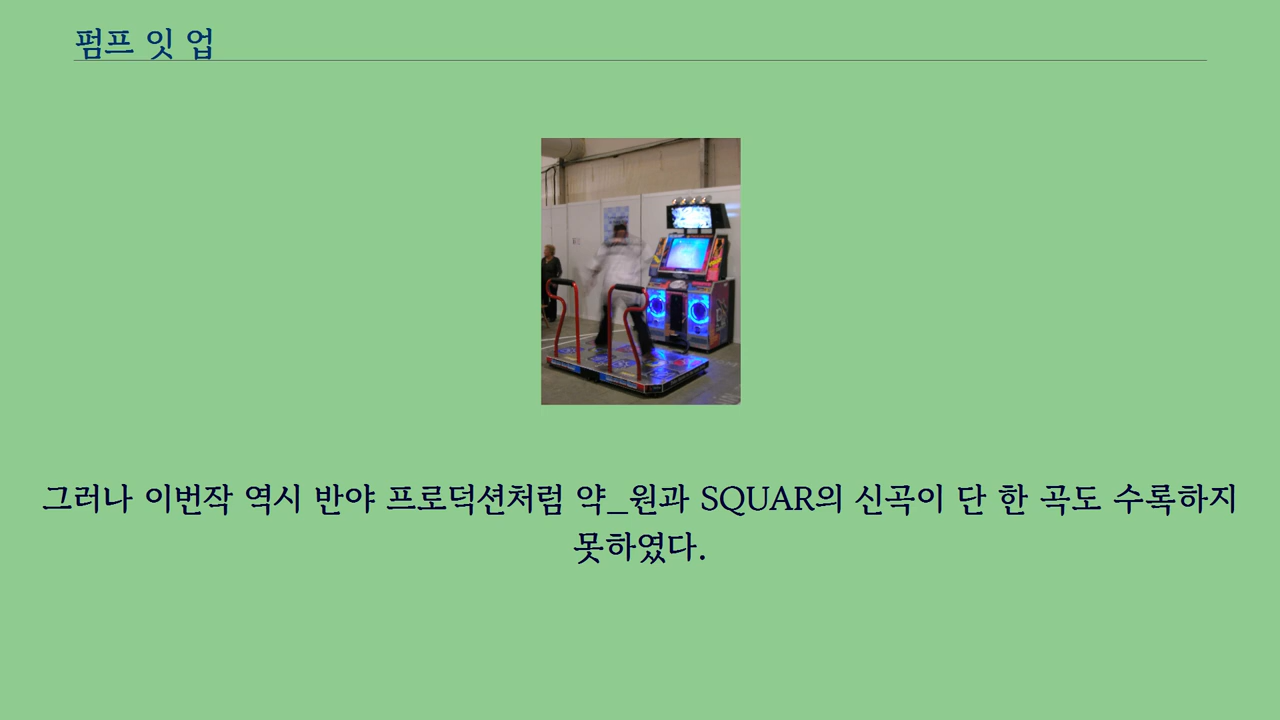 펌프 잇 업
그러나 이번작 역시 반야 프로덕션처럼 약_원과 SQUAR의 신곡이 단 한 곡도 수록하지
못하였다.